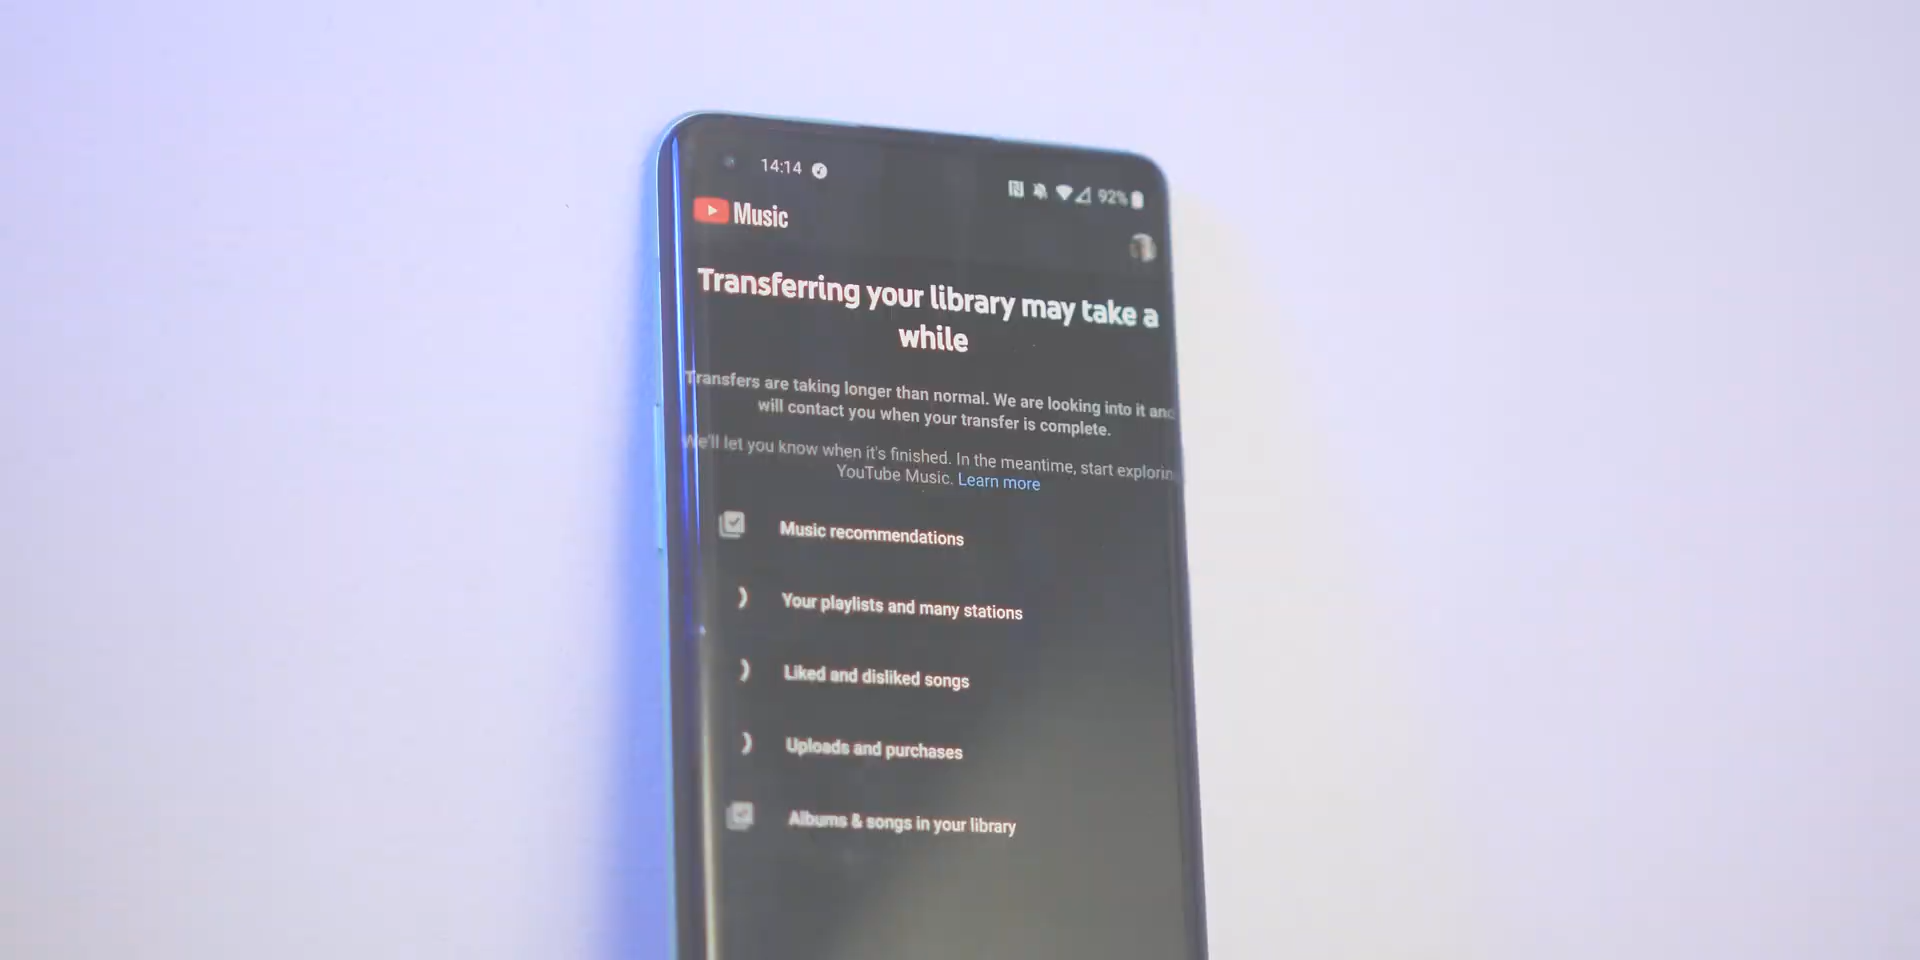 14:14
92%
Music
Transferring your library may take a
while
Transfers are taking longer than normal. We are looking into it and
will contact you when your transfer is complete.
We'll let you know when it's finished. In the meantime, start explorin
YouTube Music. Learn more
Music recommendations
Your playlists and many stations
Liked and disliked songs
Uploads and purchases
Albums & songs in your library